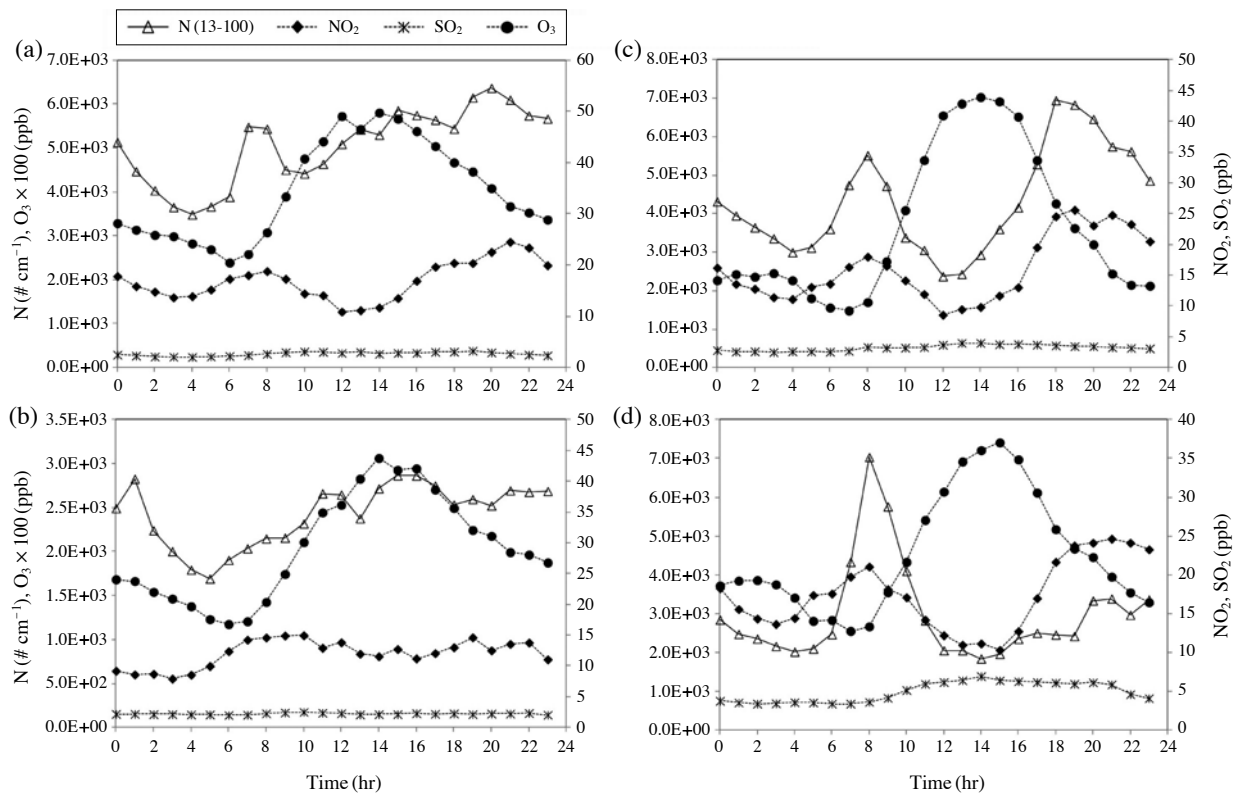 N (13-100) NO₂ SO₂ O₃
(a)
7.0E+03
6.0E+03
5.0E+03
4.0E+03
3.0E+03
2.0E+03
1.0E+03
0.0E+00
N (# cm⁻¹), O₃ × 100 (ppb)
60
50
40
30
20
10
0
0 2 4 6 8 10 12 14 16 18 20 22 24
(c)
8.0E+03
7.0E+03
6.0E+03
5.0E+03
4.0E+03
3.0E+03
2.0E+03
1.0E+03
0.0E+00
50
45
40
35
30
25
20
15
10
5
0
NO₂, SO₂ (ppb)
0 2 4 6 8 10 12 14 16 18 20 22 24
(b)
3.5E+03
3.0E+03
2.5E+03
2.0E+03
1.5E+03
1.0E+03
5.0E+02
0.0E+00
N (# cm⁻¹), O₃ × 100 (ppb)
50
45
40
35
30
25
20
15
10
5
0
0 2 4 6 8 10 12 14 16 18 20 22 24
Time (hr)
(d)
8.0E+03
7.0E+03
6.0E+03
5.0E+03
4.0E+03
3.0E+03
2.0E+03
1.0E+03
0.0E+00
40
35
30
25
20
15
10
5
0
NO₂, SO₂ (ppb)
0 2 4 6 8 10 12 14 16 18 20 22 24
Time (hr)